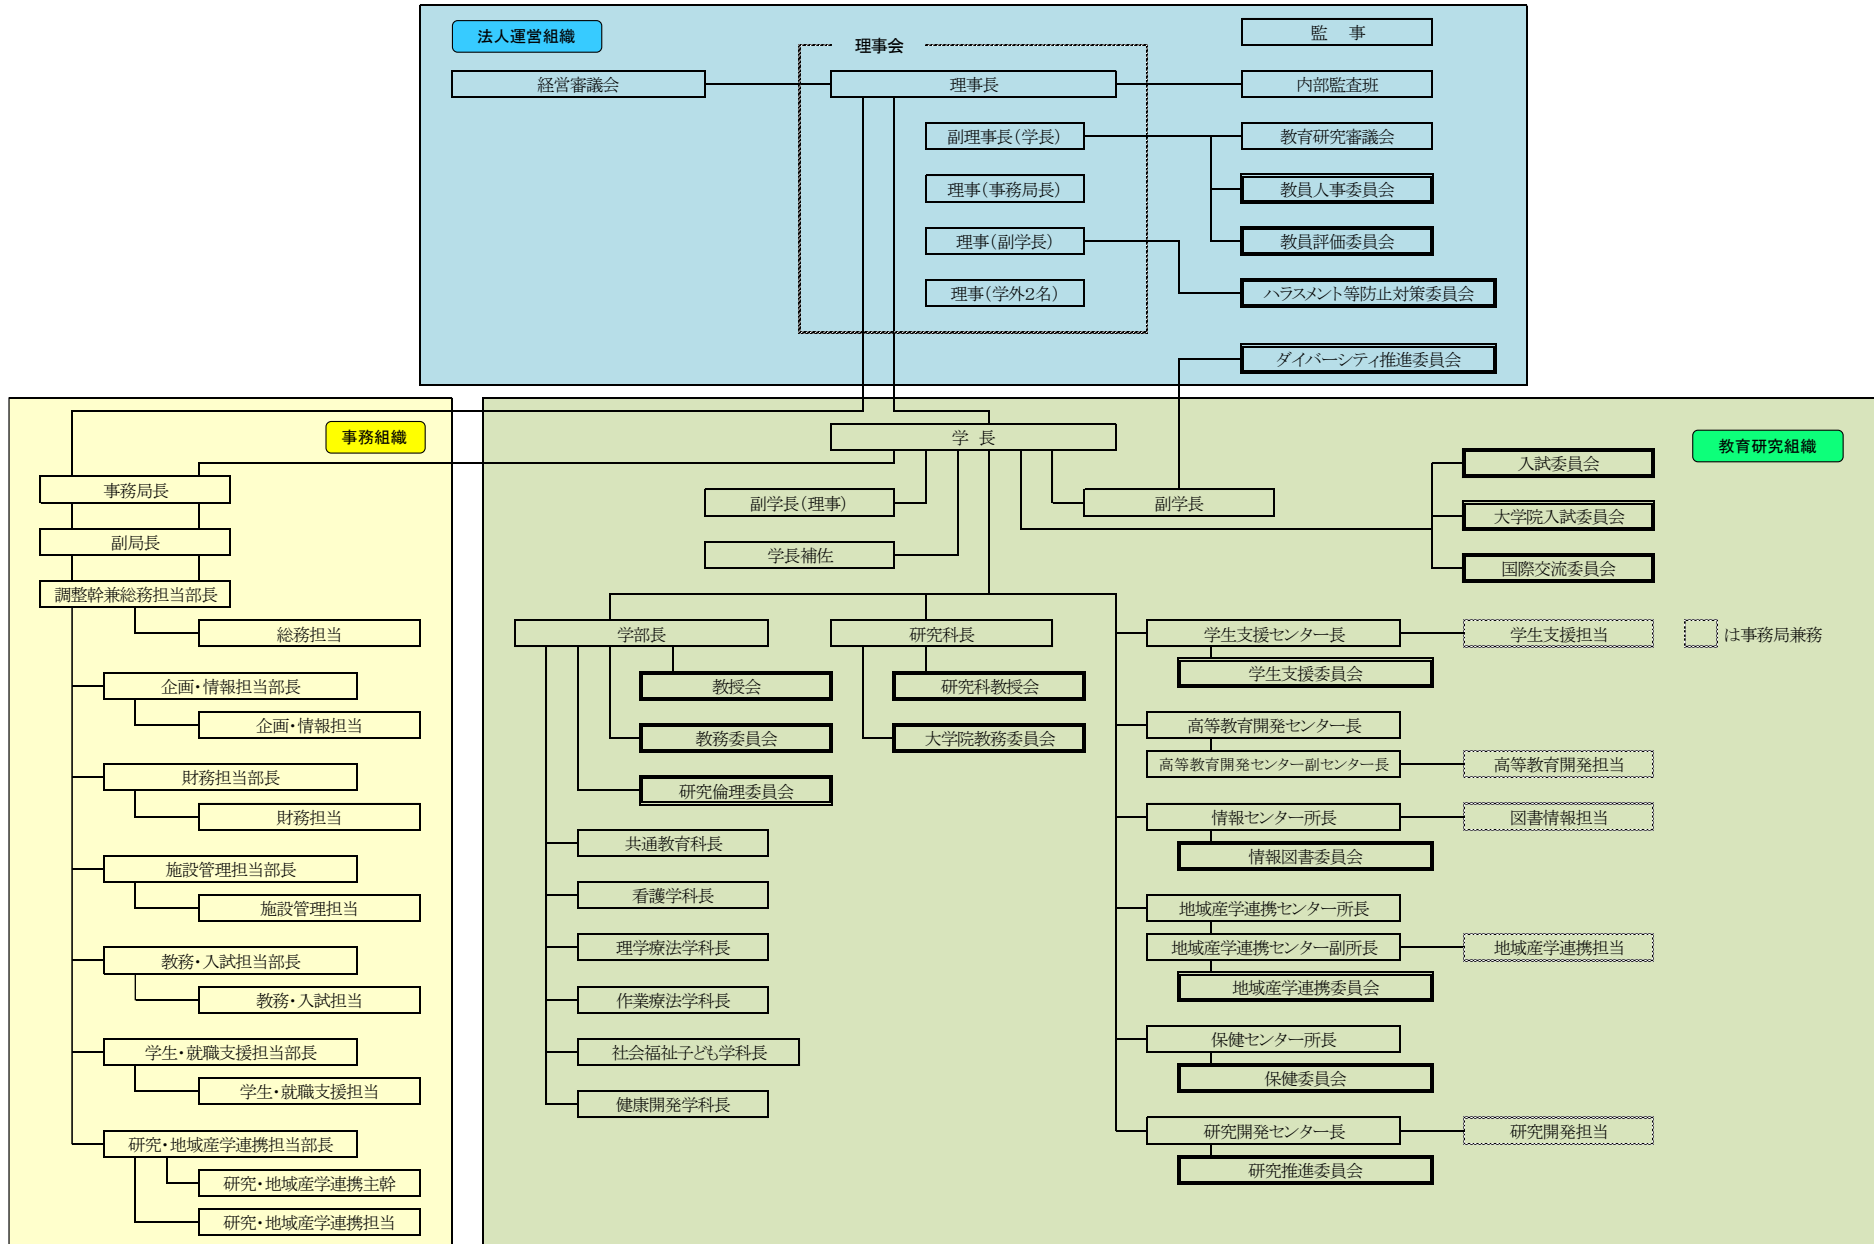 法人運営組織
理事会
監　事
経営審議会
理事長
内部監査班
副理事長(学長)
教育研究審議会
理事(事務局長)
教員人事委員会
理事(副学長)
教員評価委員会
理事(学外2名)
ハラスメント等防止対策委員会
ダイバーシティ推進委員会
事務組織
事務局長
副局長
調整幹兼総務担当部長
総務担当
企画・情報担当部長
企画・情報担当
財務担当部長
財務担当
施設管理担当部長
施設管理担当
教務・入試担当部長
教務・入試担当
学生・就職支援担当部長
学生・就職支援担当
研究・地域産学連携担当部長
研究・地域産学連携主幹
研究・地域産学連携担当
教育研究組織
学 長
副学長(理事)
副学長
学長補佐
入試委員会
大学院入試委員会
国際交流委員会
学部長
教授会
教務委員会
研究倫理委員会
共通教育科長
看護学科長
理学療法学科長
作業療法学科長
社会福祉子ども学科長
健康開発学科長
研究科長
研究科教授会
大学院教務委員会
学生支援センター長
学生支援担当
は事務局兼務
学生支援委員会
高等教育開発センター長
高等教育開発センター副センター長
高等教育開発担当
情報センター所長
図書情報担当
情報図書委員会
地域産学連携センター所長
地域産学連携センター副所長
地域産学連携担当
地域産学連携委員会
保健センター所長
保健委員会
研究開発センター長
研究開発担当
研究推進委員会